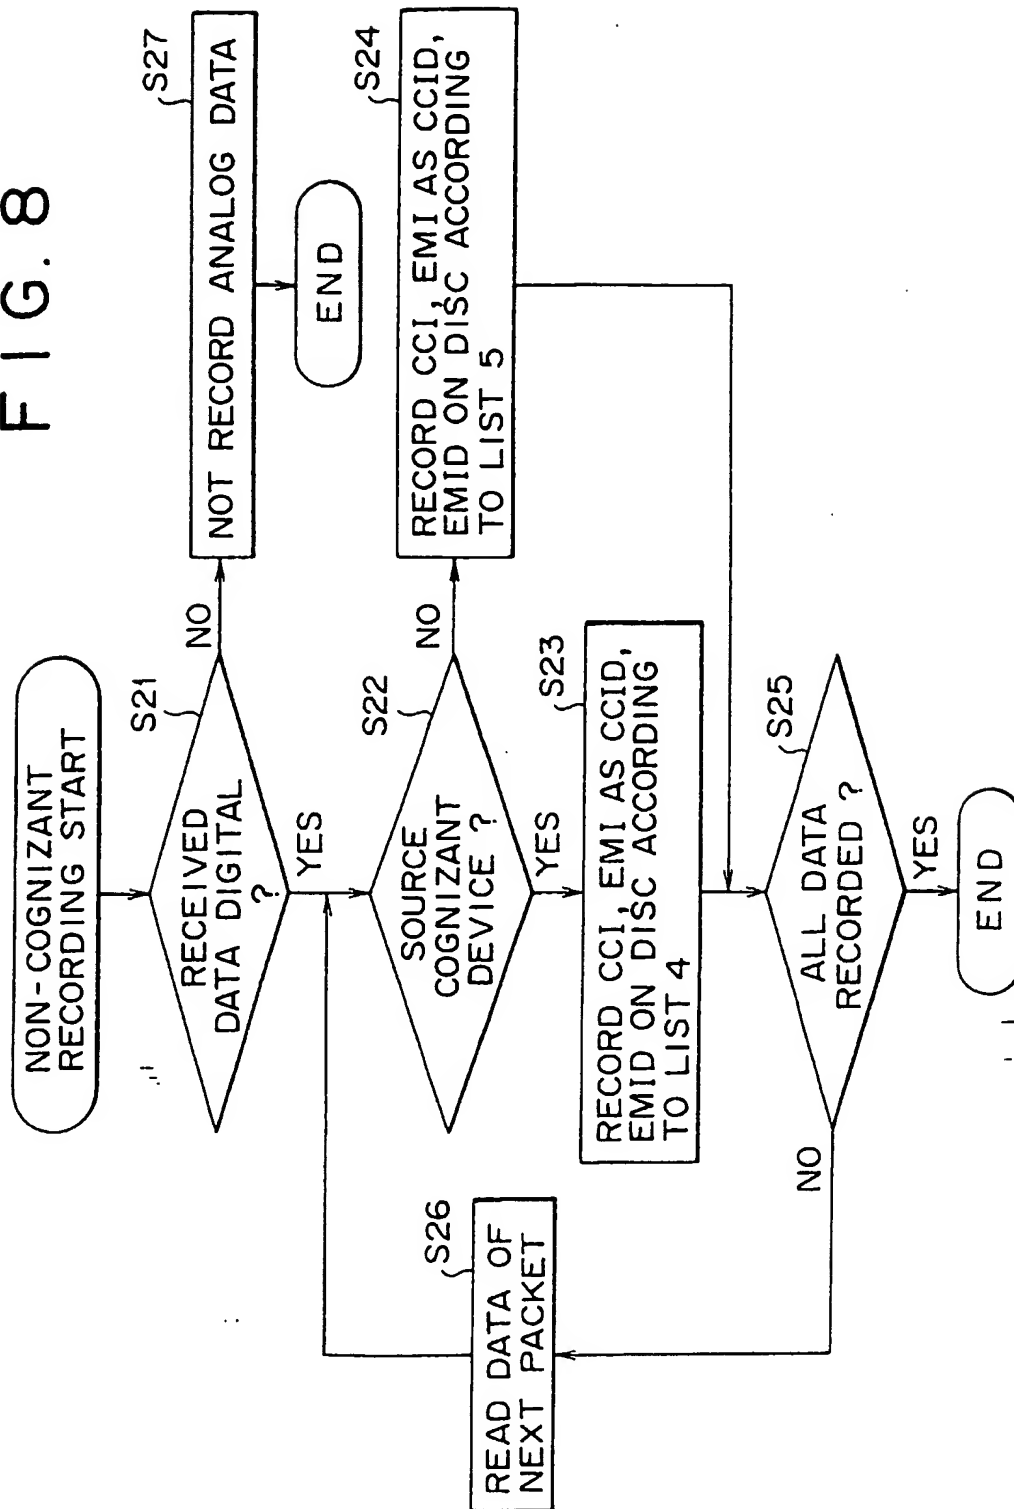 FIG. 8
NON-COGNIZANT
RECORDING START
S21
RECEIVED
DATA DIGITAL
?
NO
S27
NOT RECORD ANALOG DATA
END
YES
S22
SOURCE
COGNIZANT
DEVICE ?
NO
S24
RECORD CCI, EMI AS CCID,
EMID ON DISC ACCORDING
TO LIST 5
YES
S23
RECORD CCI, EMI AS CCID,
EMID ON DISC ACCORDING
TO LIST 4
S26
READ DATA OF
NEXT PACKET
S25
ALL DATA
RECORDED ?
NO
YES
END